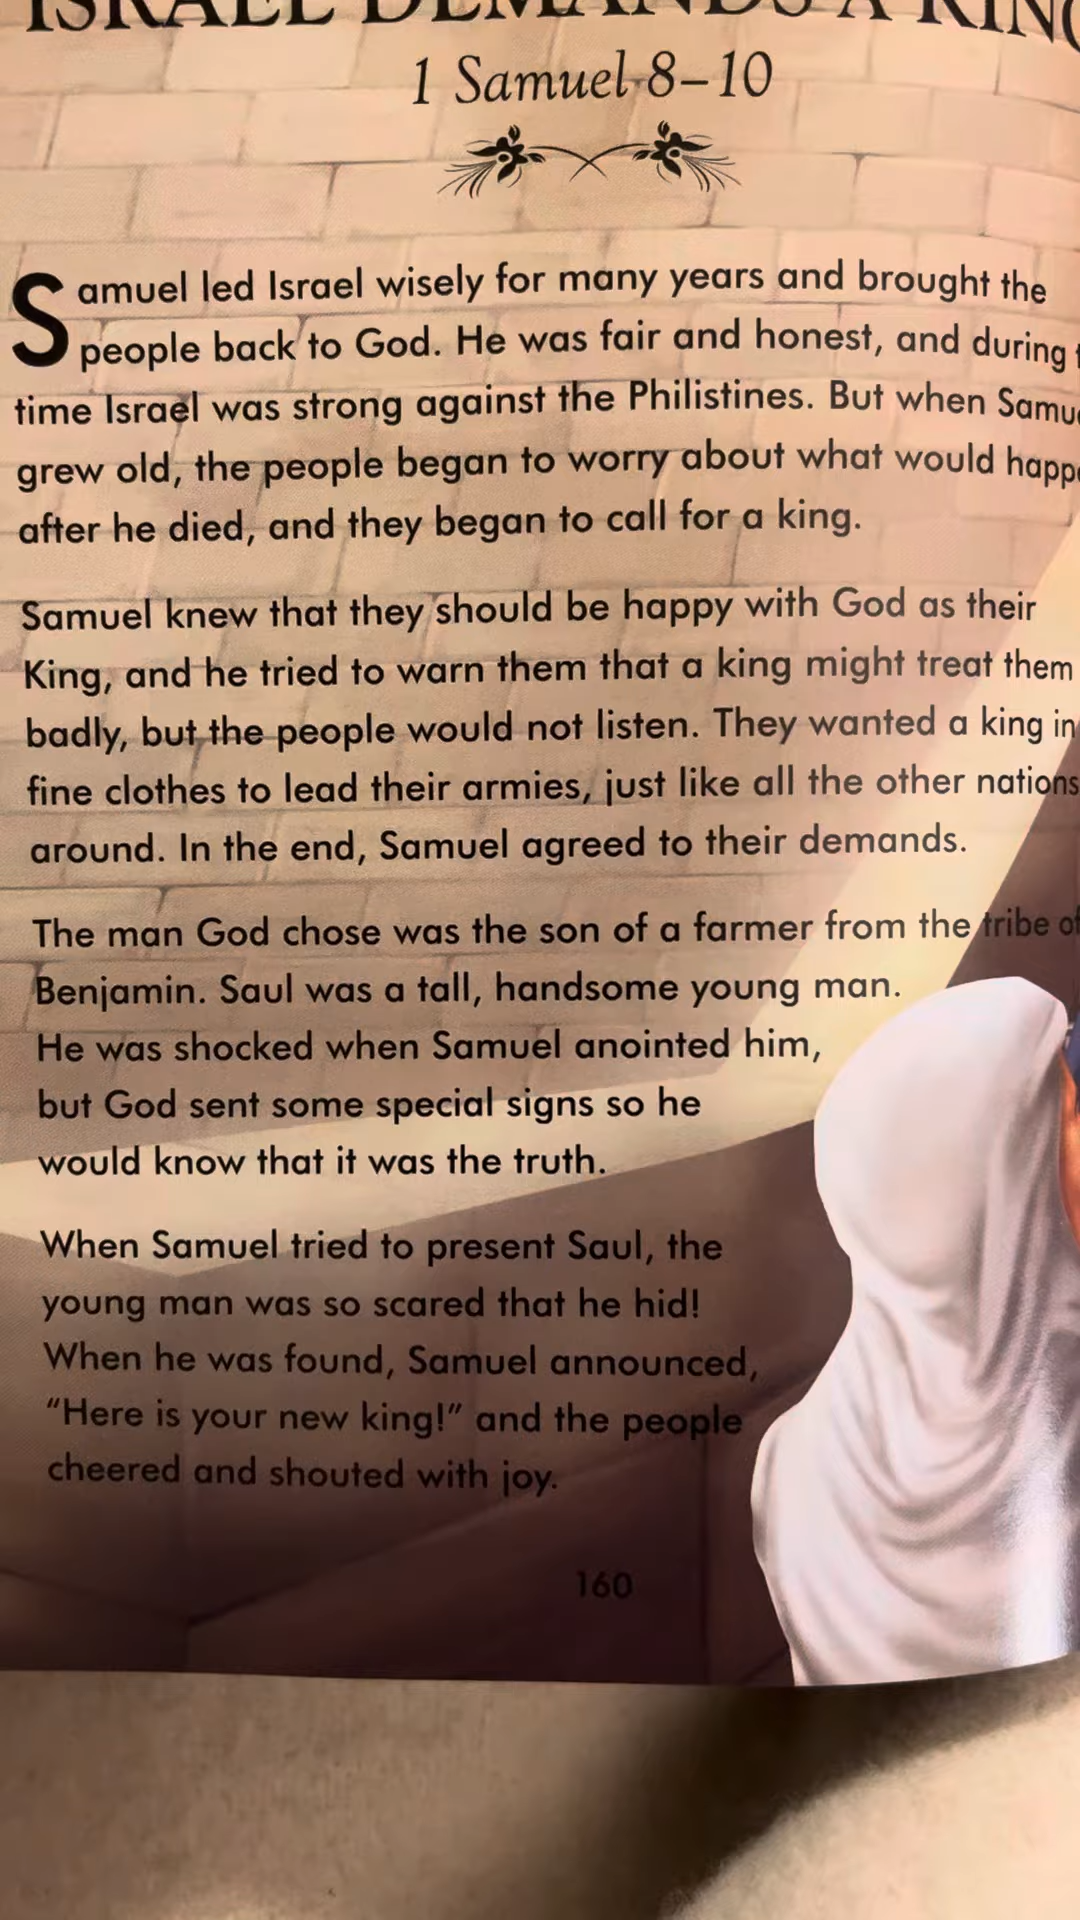 ISRAEL DEMANDS A KING
1 Samuel 8–10
Samuel led Israel wisely for many years and brought the
people back to God. He was fair and honest, and during
time Israel was strong against the Philistines. But when
grew old, the people began to worry about what would
after he died, and they began to call for a king.
Samuel knew that they should be happy with God as their
King, and he tried to warn them that a king might treat them
badly, but the people would not listen. They wanted a king in
fine clothes to lead their armies, just like all the other nations
around. In the end, Samuel agreed to their demands.
The man God chose was the son of a farmer from the tribe of
Benjamin. Saul was a tall, handsome young man.
He was shocked when Samuel anointed him,
but God sent some special signs so he
would know that it was the truth.
When Samuel tried to present Saul, the
young man was so scared that he hid!
When he was found, Samuel announced,
“Here is your new king!” and the people
cheered and shouted with joy.
160